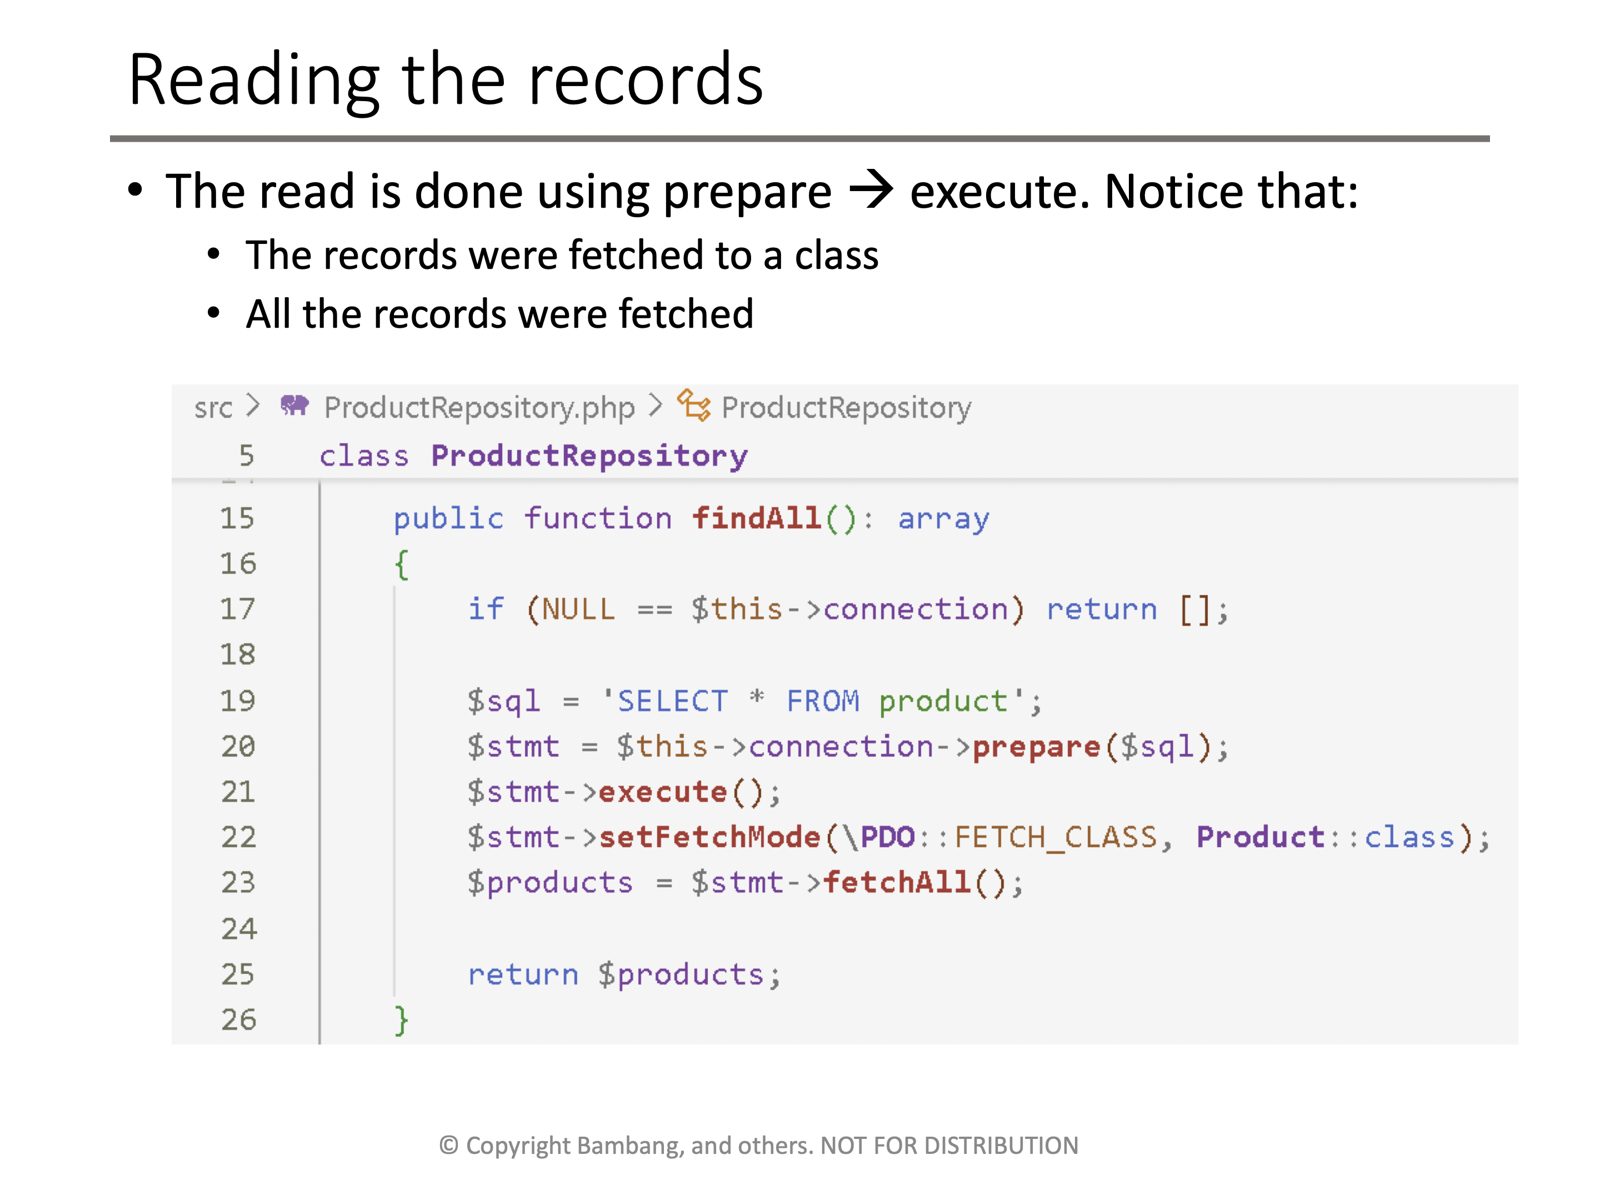 Reading the records
• The read is done using prepare → execute. Notice that:
• The records were fetched to a class
• All the records were fetched
src > ProductRepository.php > ProductRepository
5 class ProductRepository
15 public function findAll(): array
16 {
17 if (NULL == $this->connection) return [];
18
19 $sql = 'SELECT * FROM product';
20 $stmt = $this->connection->prepare($sql);
21 $stmt->execute();
22 $stmt->setFetchMode(\PDO::FETCH_CLASS, Product::class);
23 $products = $stmt->fetchAll();
24
25 return $products;
26 }
© Copyright Bambang, and others. NOT FOR DISTRIBUTION